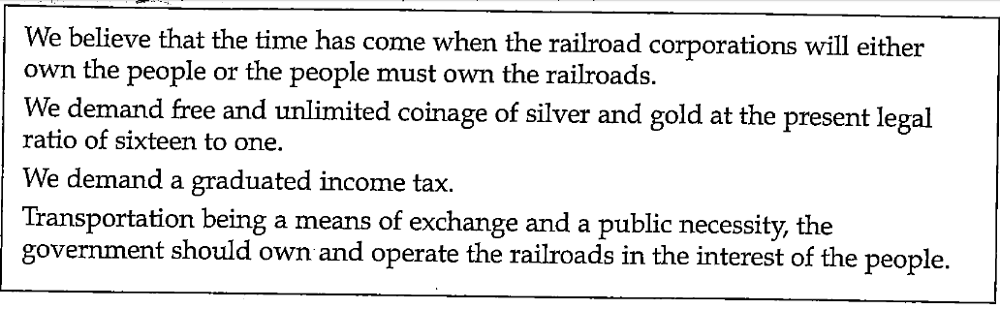 We believe that the time has come when the railroad corporations will either
own the people or the people must own the railroads.
We demand free and unlimited coinage of silver and gold at the present legal
ratio of sixteen to one.
We demand a graduated income tax.
Transportation being a means of exchange and a public necessity, the
government should own and operate the railroads in the interest of the people.